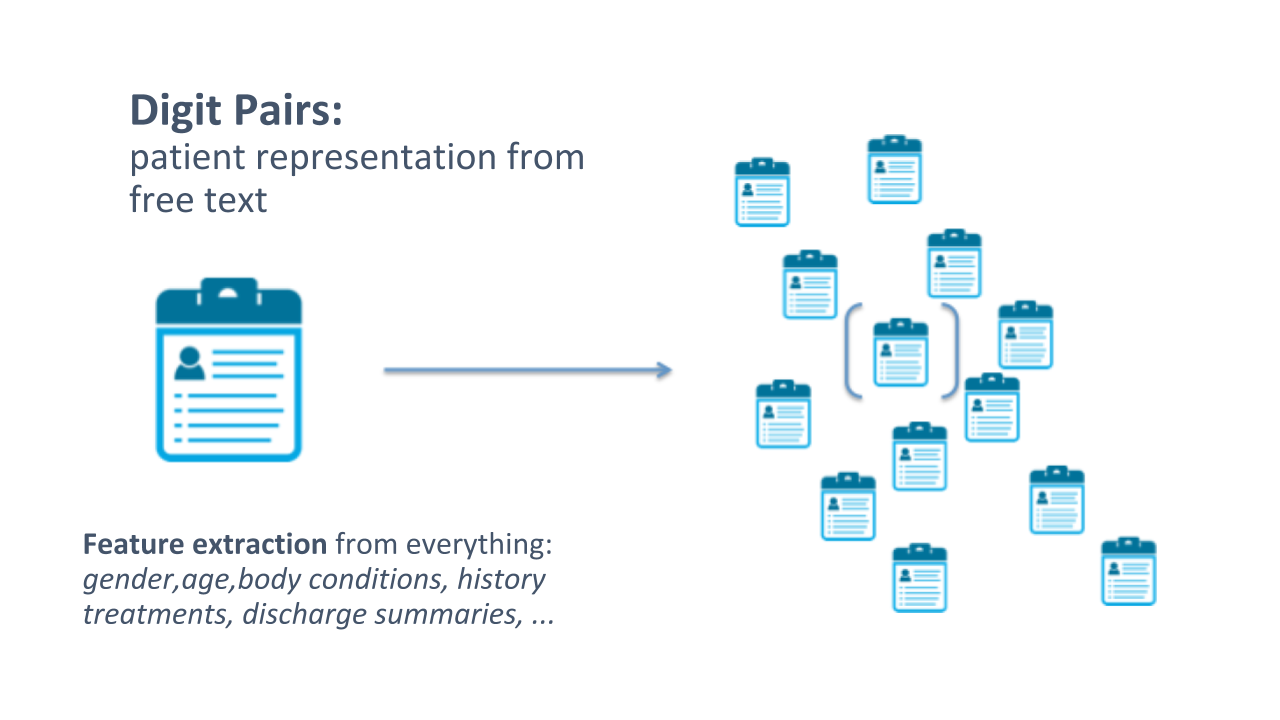 Digit Pairs:
patient representation from
free text
Feature extraction from everything:
gender,age,body conditions, history
treatments, discharge summaries, ...